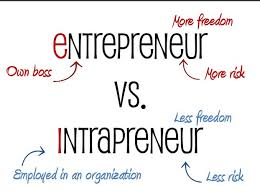 More freedom
entrepreneur
Own boss
More risk
vs.
Less freedom
intrapreneur
Employed in an organization
Less risk